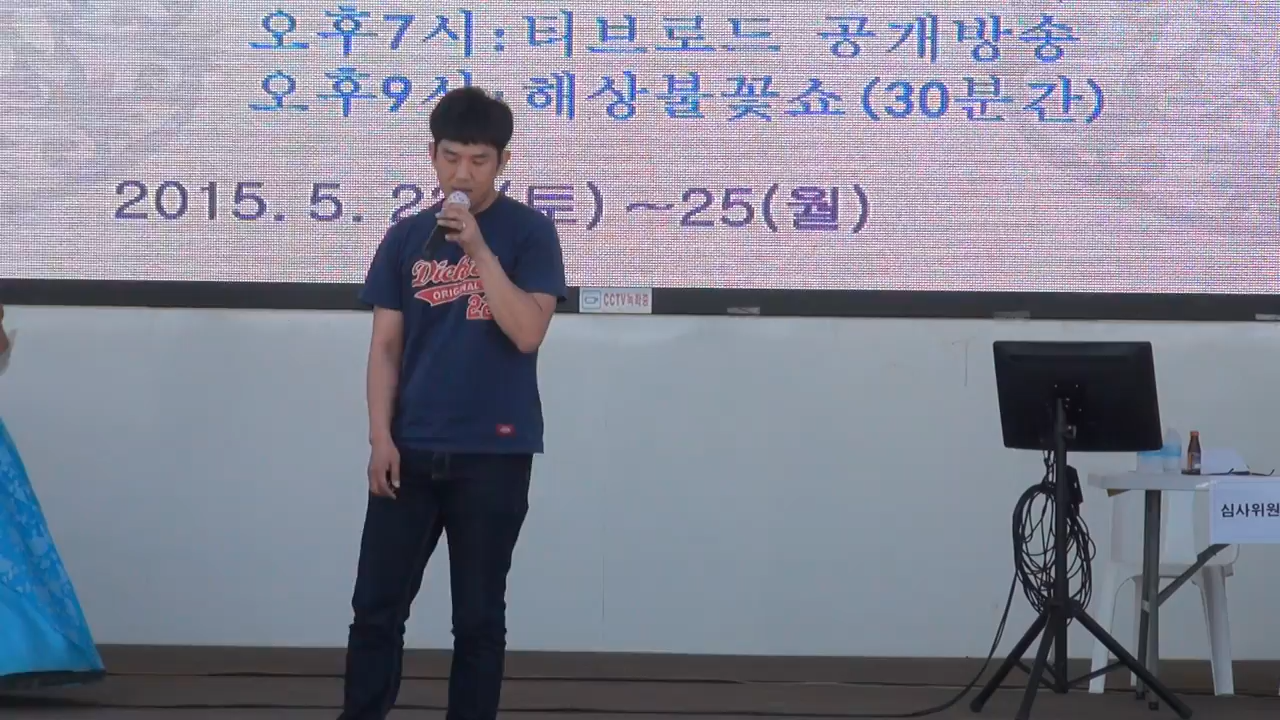 오후7시:티브로드 공개방송
오후9시:해상불꽃쇼(30분간)
2015. 5. 23(토) ~25(월)
CCTV녹화중
ORIGINAL
심사위원